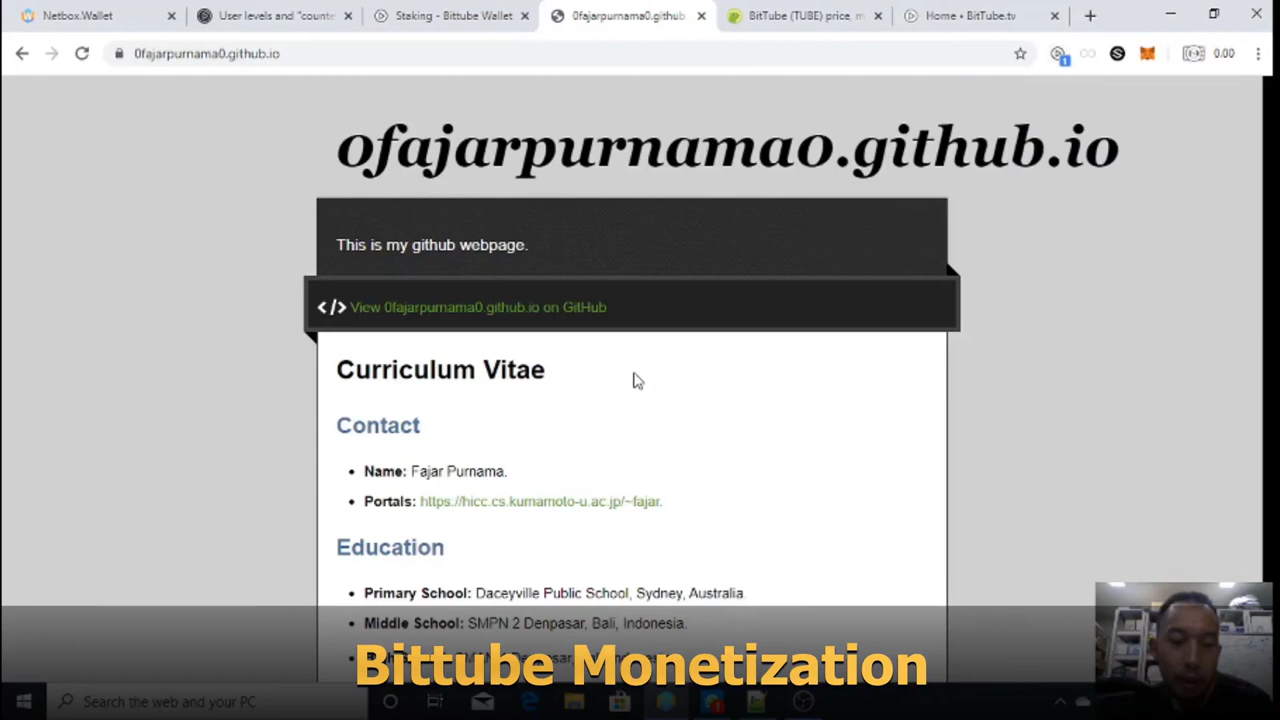 Netbox.Wallet
User levels and "counte
Staking - Bittube Wallet
0fajarpurnama0.github
BitTube (TUBE) price, m
Home • BitTube.tv
0fajarpurnama0.github.io
1
0.00
0fajarpurnama0.github.io
This is my github webpage.
</> View 0fajarpurnama0.github.io on GitHub
Curriculum Vitae
Contact
• Name: Fajar Purnama.
• Portals: https://hicc.cs.kumamoto-u.ac.jp/~fajar.
Education
• Primary School: Daceyville Public School, Sydney, Australia.
• Middle School: SMPN 2 Denpasar, Bali, Indonesia.
Bittube Monetization
Search the web and your PC